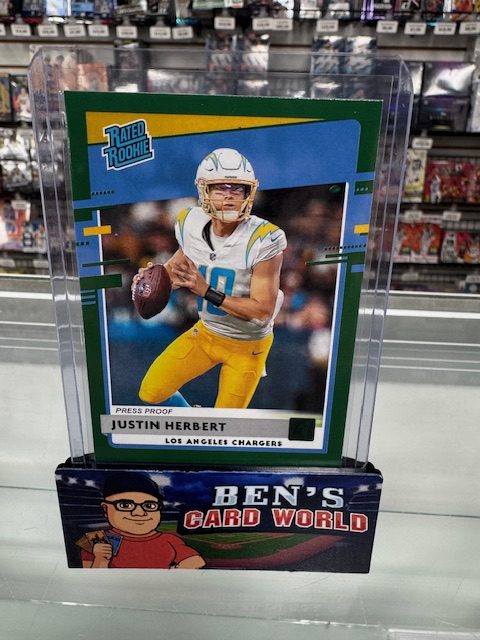 RATED
ROOKIE
10
PRESS PROOF
JUSTIN HERBERT
LOS ANGELES CHARGERS
BEN'S
CARD WORLD